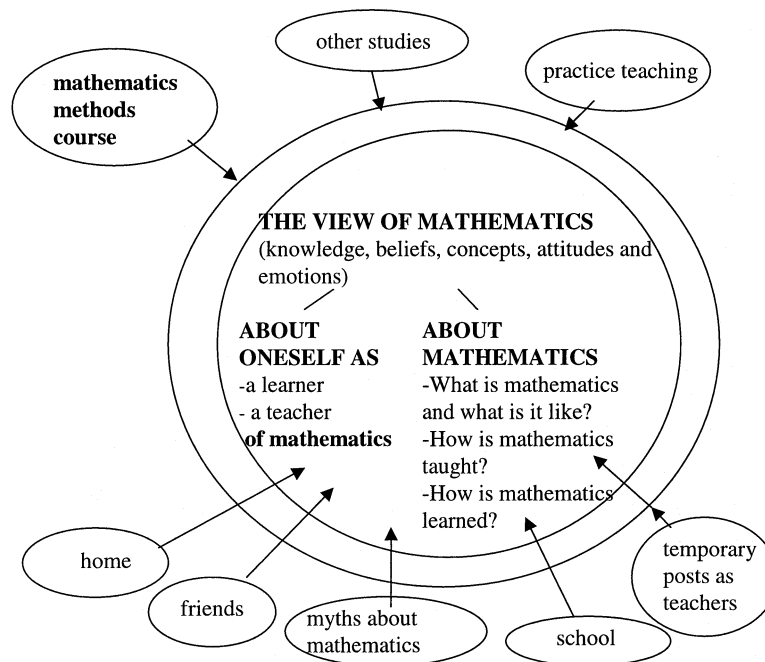 other studies
practice teaching
mathematics
methods
course
THE VIEW OF MATHEMATICS
(knowledge, beliefs, concepts, attitudes and
emotions)
ABOUT
ONESELF AS
-a learner
- a teacher
of mathematics
ABOUT
MATHEMATICS
-What is mathematics
and what is it like?
-How is mathematics
taught?
-How is mathematics
learned?
home
friends
myths about
mathematics
school
temporary
posts as
teachers